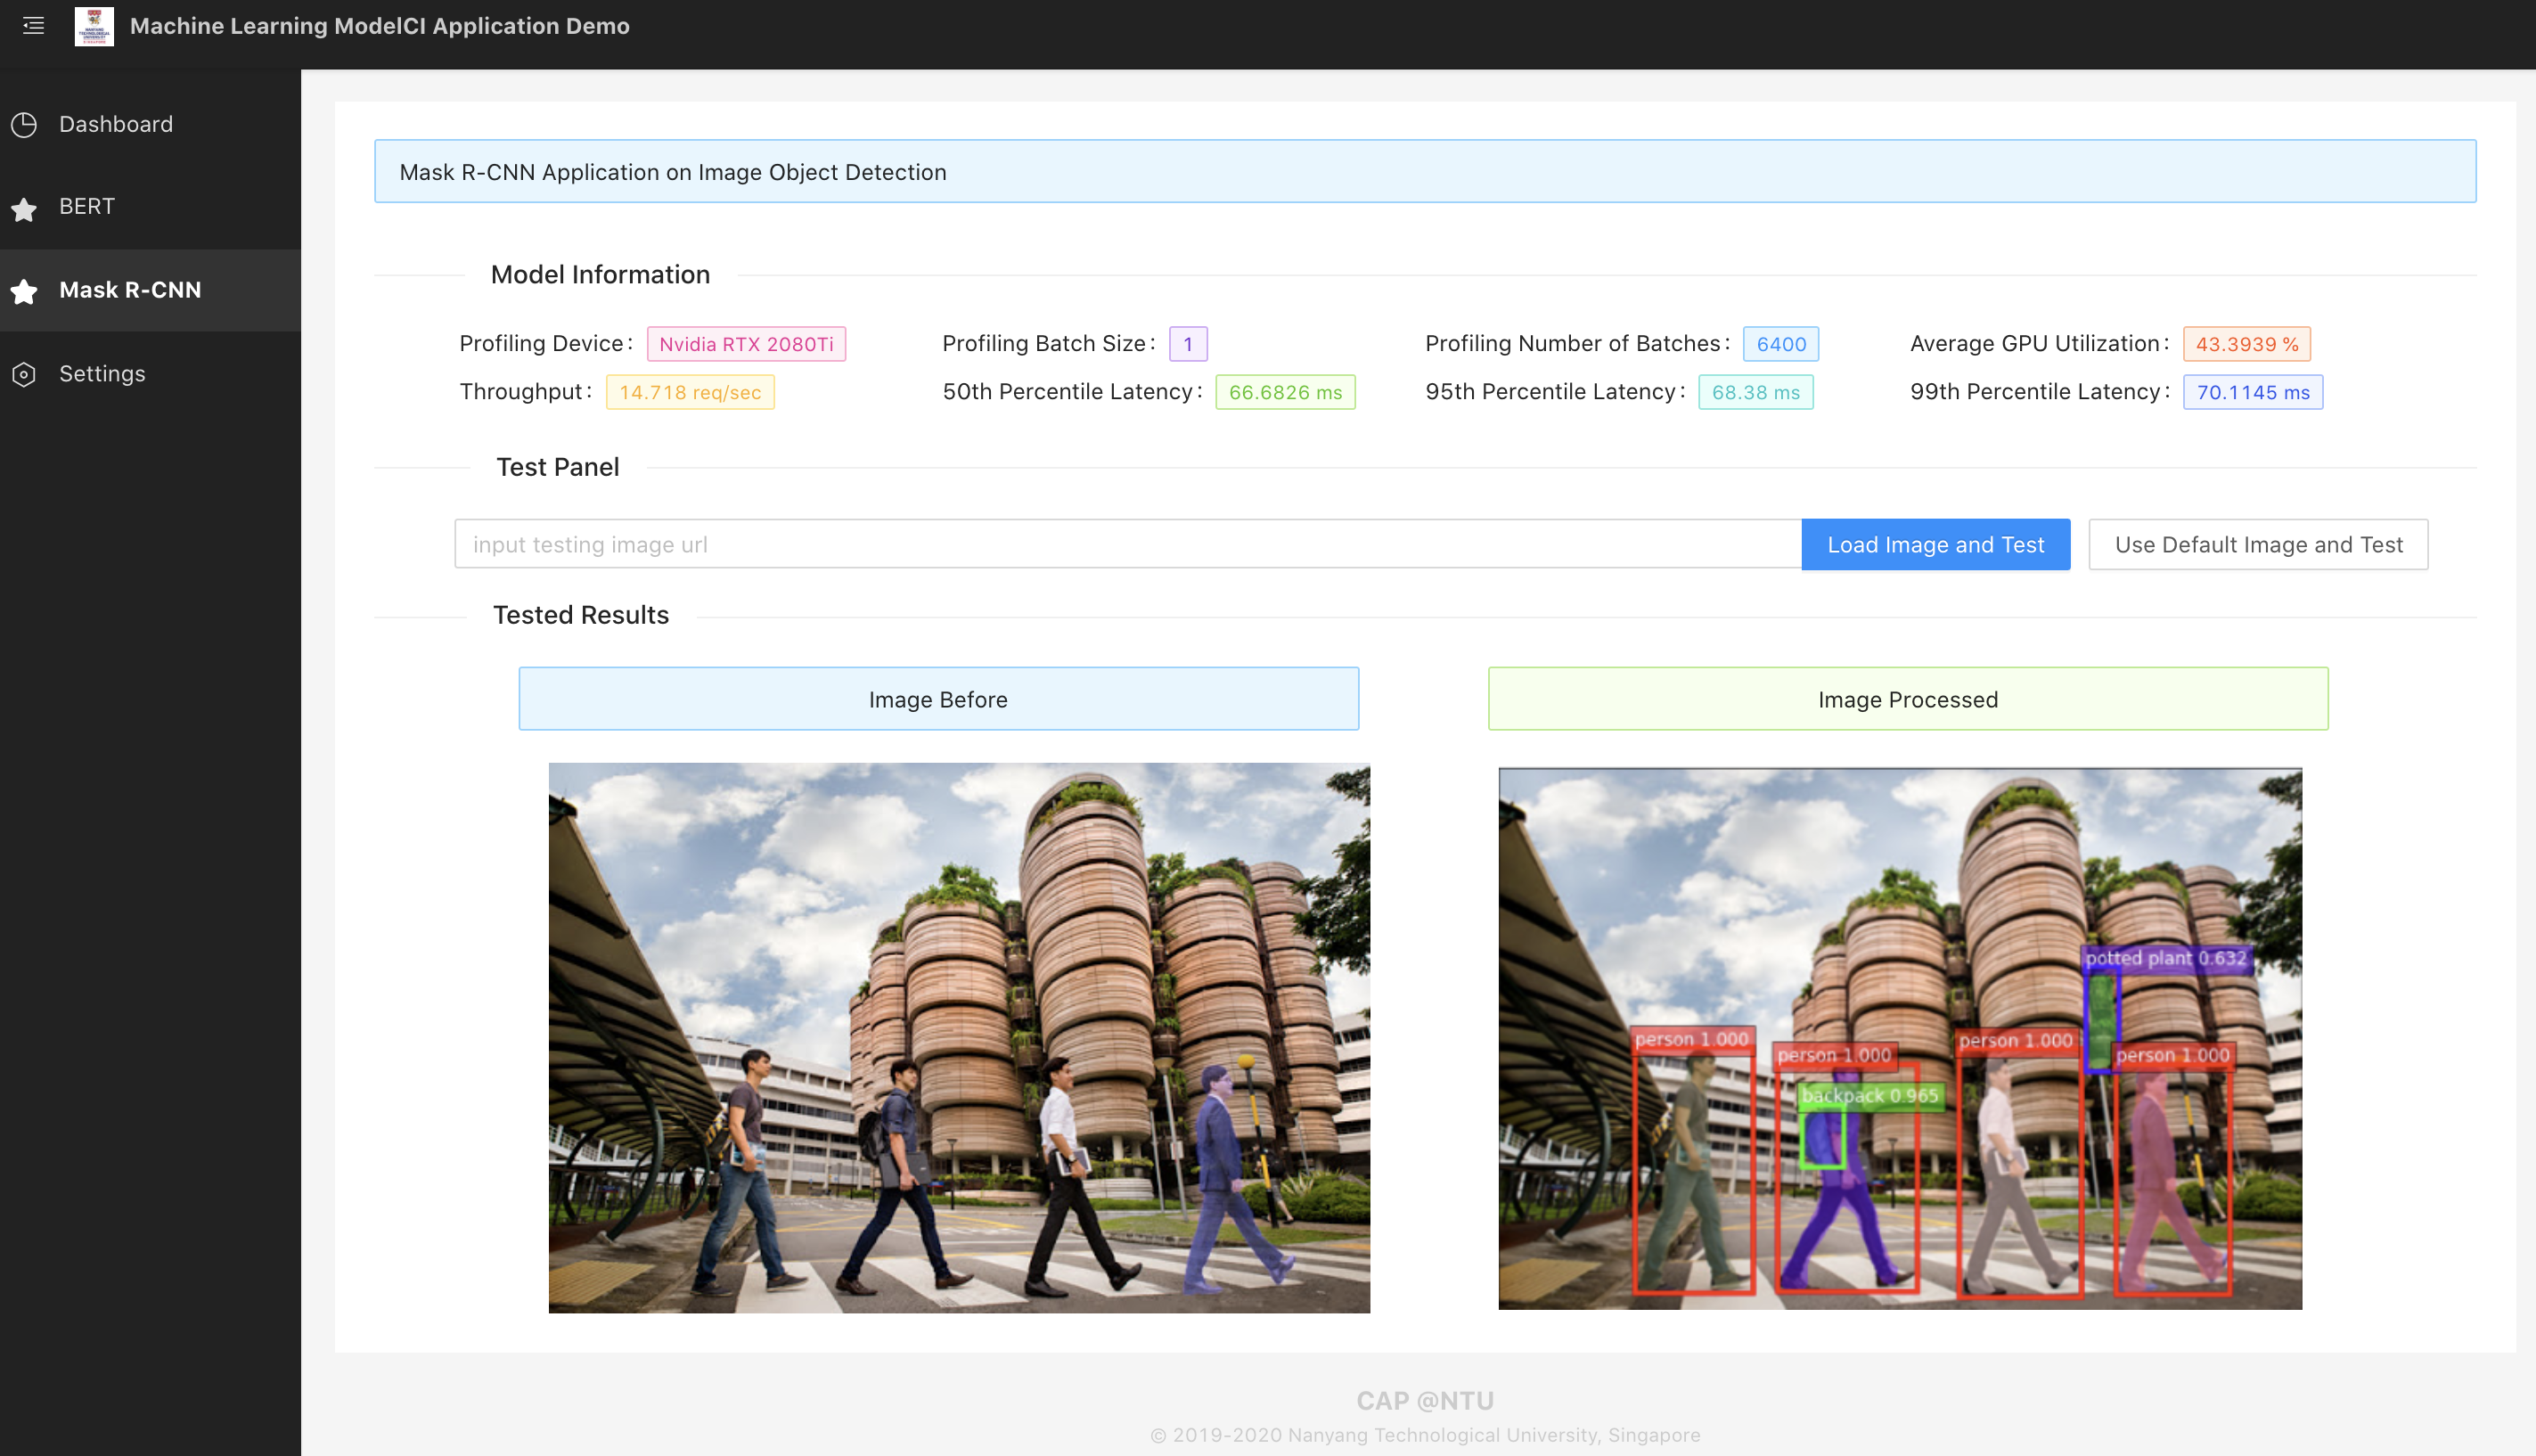 Machine Learning ModelCI Application Demo
Dashboard
BERT
Mask R-CNN
Settings
Mask R-CNN Application on Image Object Detection
Model Information
Profiling Device: Nvidia RTX 2080Ti
Profiling Batch Size: 1
Profiling Number of Batches: 6400
Average GPU Utilization: 43.3939 %
Throughput: 14.718 req/sec
50th Percentile Latency: 66.6826 ms
95th Percentile Latency: 68.38 ms
99th Percentile Latency: 70.1145 ms
Test Panel
input testing image url
Load Image and Test
Use Default Image and Test
Tested Results
Image Before
Image Processed
potted plant 0.632
person 1.000
person 1.000
person 1.000
person 1.000
backpack 0.965
CAP @NTU
© 2019-2020 Nanyang Technological University, Singapore